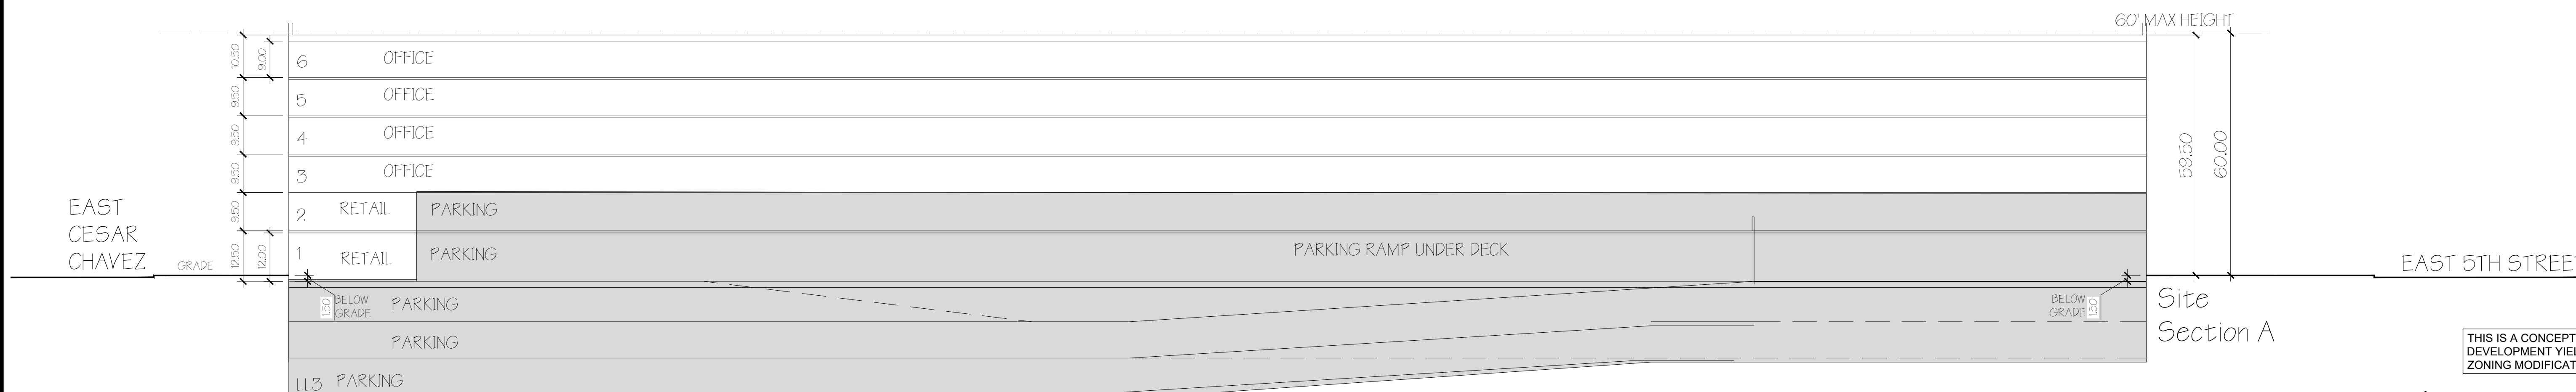 60' MAX HEIGHT
10.50
9.00
6 OFFICE
9.50
5 OFFICE
9.50
4 OFFICE
9.50
3 OFFICE
59.50
60.00
EAST
CESAR
CHAVEZ
9.50
2 RETAIL PARKING
12.50
12.00
1 RETAIL PARKING
PARKING RAMP UNDER DECK
GRADE
EAST 5TH STREET
1.50
BELOW
GRADE
PARKING
BELOW
GRADE
1.50
Site
Section A
PARKING
LL3 PARKING
THIS IS A CONCEPT
DEVELOPMENT YIEL
ZONING MODIFICAT